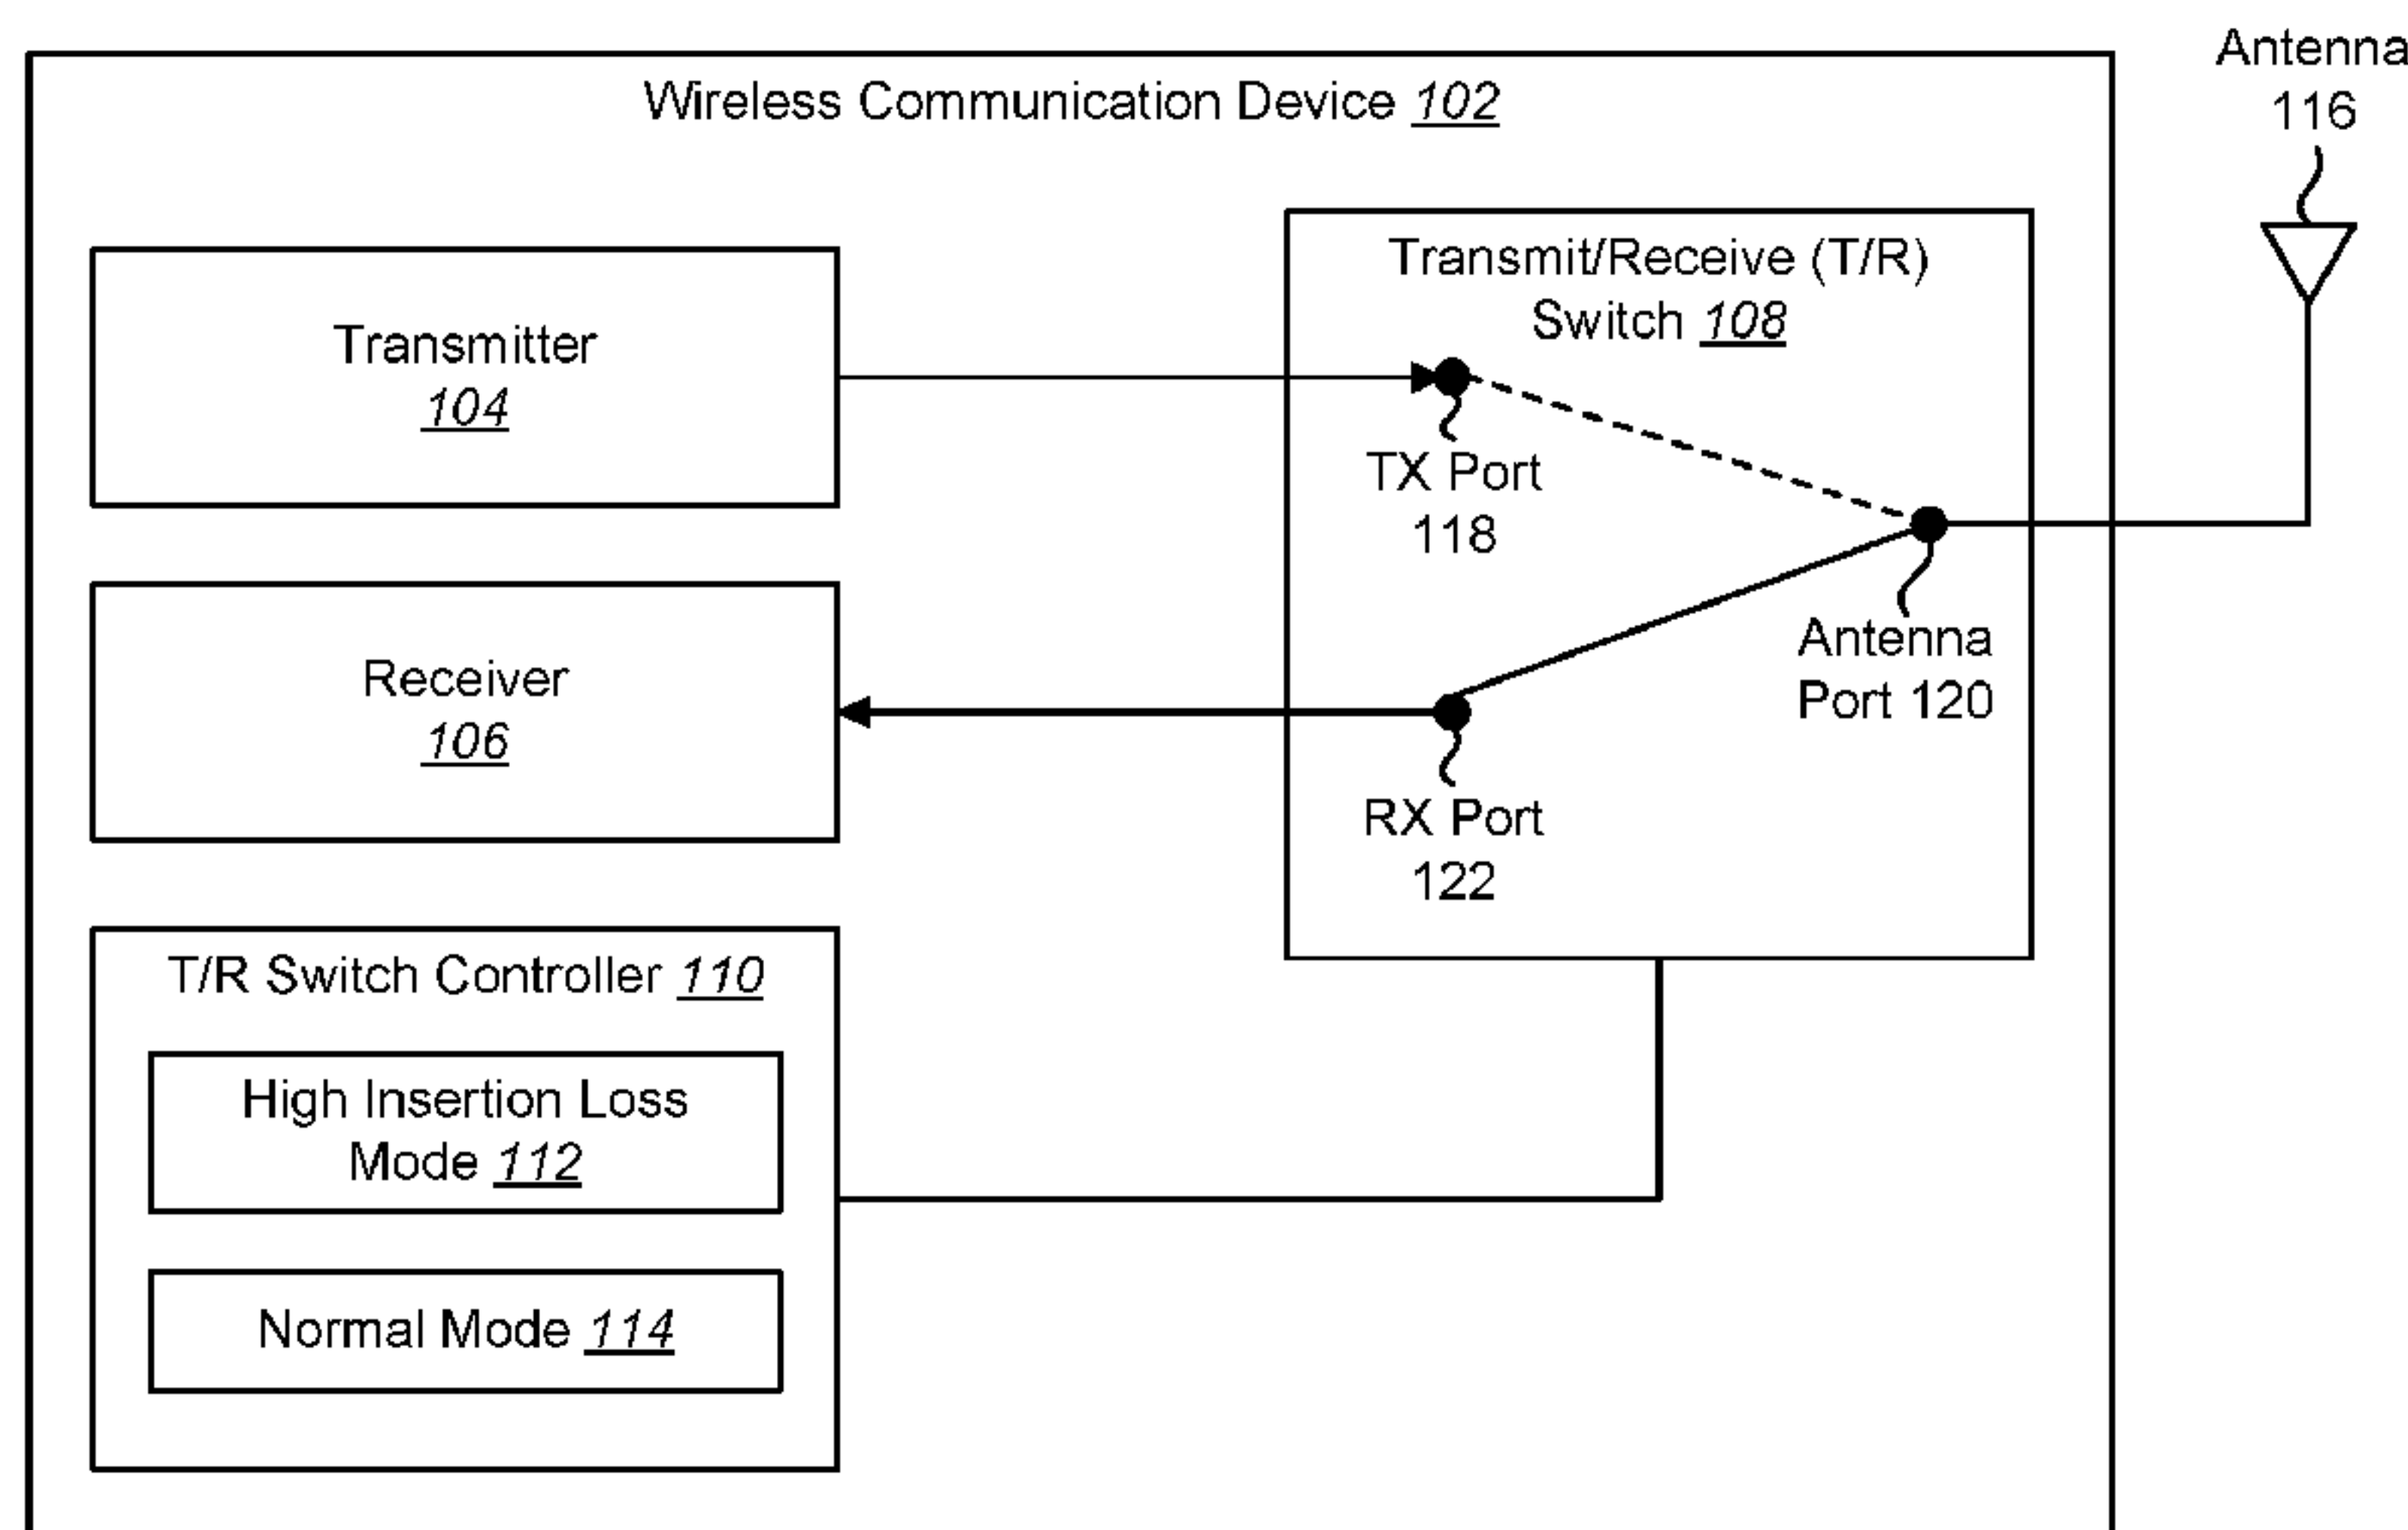 Wireless Communication Device 102
Antenna
116
Transmitter
104
Transmit/Receive (T/R)
Switch 108
TX Port
118
Receiver
106
Antenna
Port 120
RX Port
122
T/R Switch Controller 110
High Insertion Loss
Mode 112
Normal Mode 114